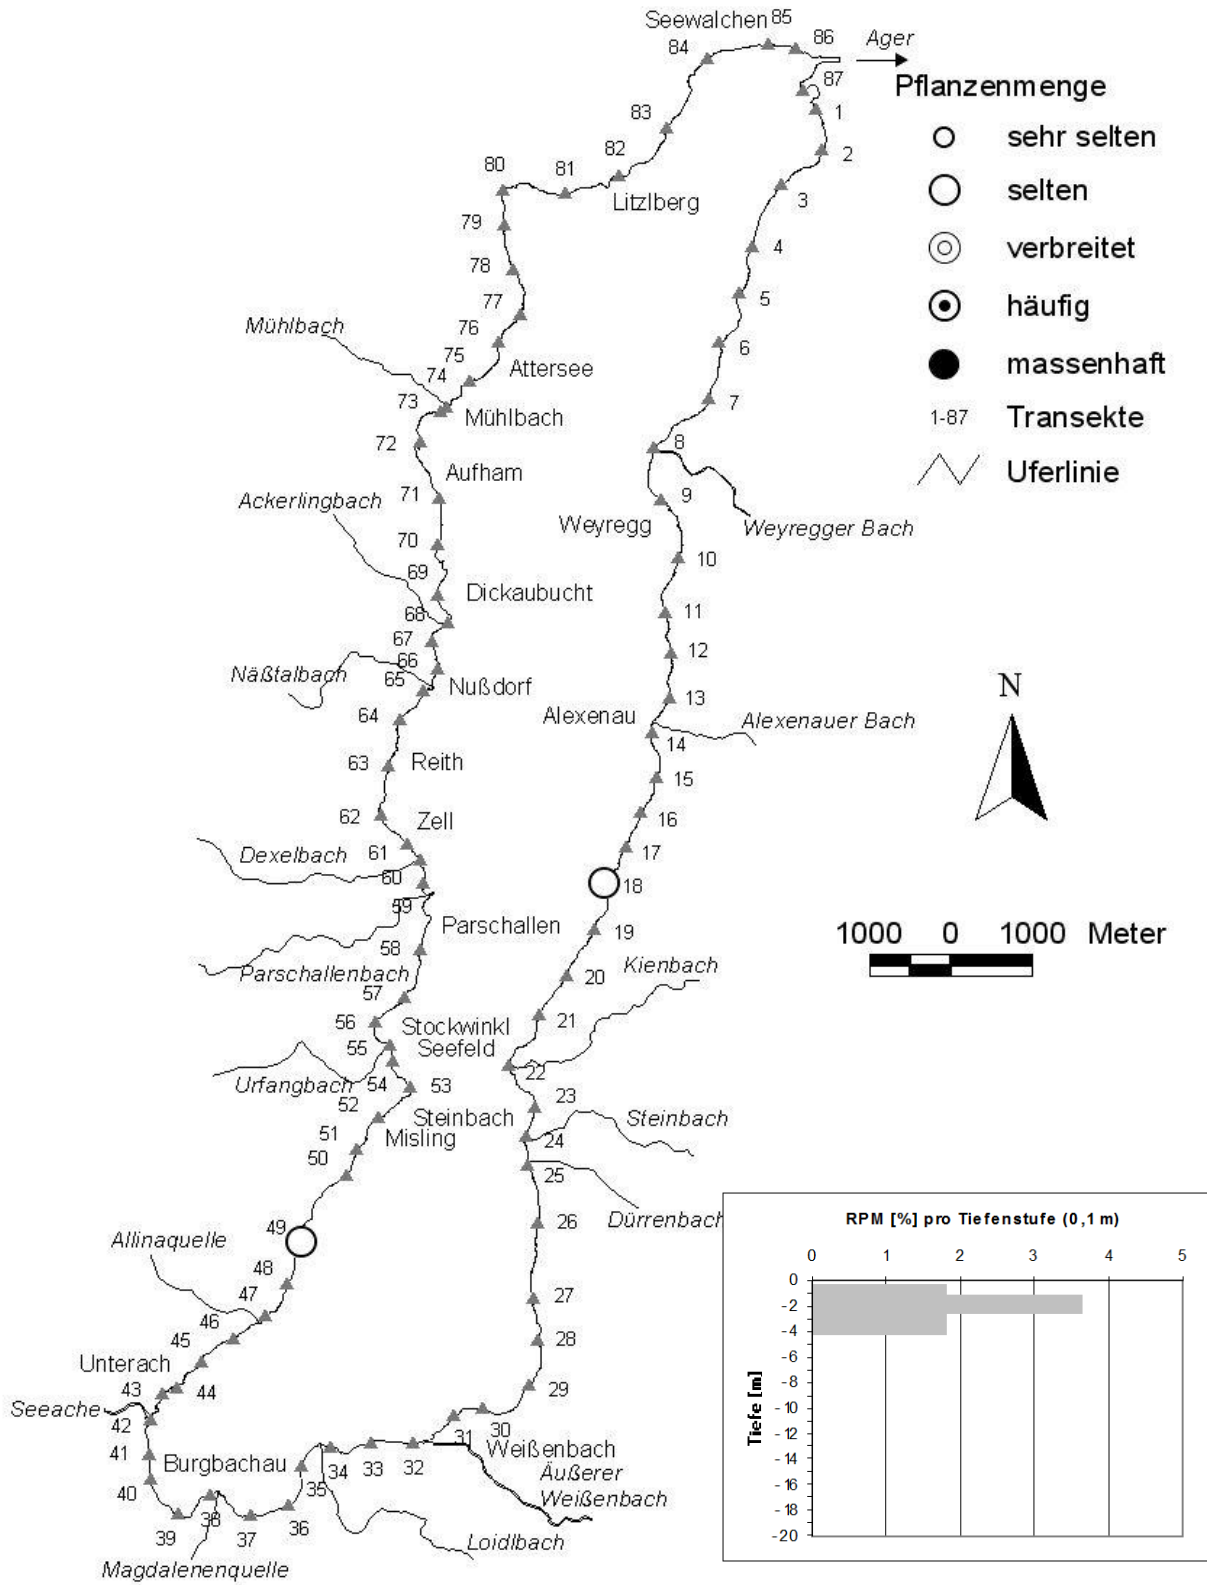 Seewalchen
85
86
84
Ager
87
Pflanzenmenge
sehr selten
selten
verbreitet
häufig
massenhaft
1-87 Transekte
Uferlinie
83
82
81
80
Litzlberg
79
78
77
76
75
74
73
72
Mühlbach
Attersee
Mühlbach
Aufham
71
Ackerlingbach
70
69
Dickaubucht
68
67
66
65
Näßtalbach
Nußdorf
64
63
Reith
62
Zell
61
Dexelbach
60
59
Parschallen
58
Parschallenbach
57
56
Stockwinkl
55
Seefeld
Urfangbach
54
53
52
Steinbach
51
Misling
50
49
Allinaquelle
48
47
46
45
Unterach
44
43
Seeache
42
41
40
Burgbachau
39
38
37
36
35
34
33
32
31
30
Magdalenenquelle
Loidlbach
Weißenbach
Äußerer
Weißenbach
1
2
3
4
5
6
7
8
9
Weyregg
Weyregger Bach
10
11
12
13
Alexenau
Alexenauer Bach
14
15
16
17
18
19
20
Kienbach
21
22
23
Steinbach
24
25
Dürrenbach
26
27
28
29
N
1000 0 1000 Meter
RPM [%] pro Tiefenstufe (0,1 m)
0 1 2 3 4 5
Tiefe [m]
0
-2
-4
-6
-8
-10
-12
-14
-16
-18
-20